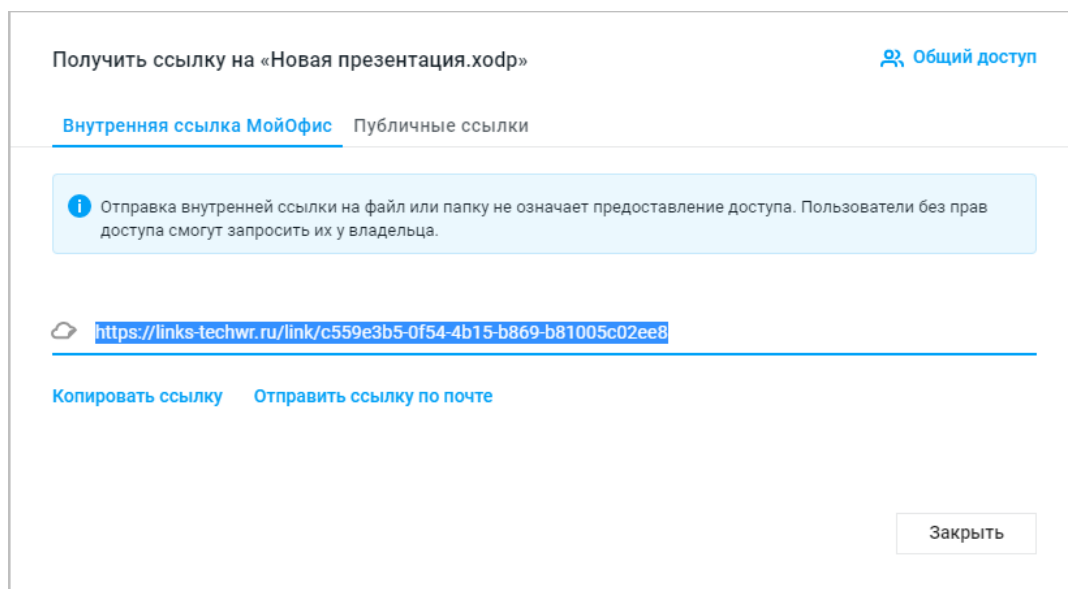 Получить ссылку на «Новая презентация.xodp»
Общий доступ
Внутренняя ссылка МойОфис
Публичные ссылки
Отправка внутренней ссылки на файл или папку не означает предоставление доступа. Пользователи без прав
доступа смогут запросить их у владельца.
https://links-techwr.ru/link/c559e3b5-0f54-4b15-b869-b81005c02ee8
Копировать ссылку
Отправить ссылку по почте
Закрыть